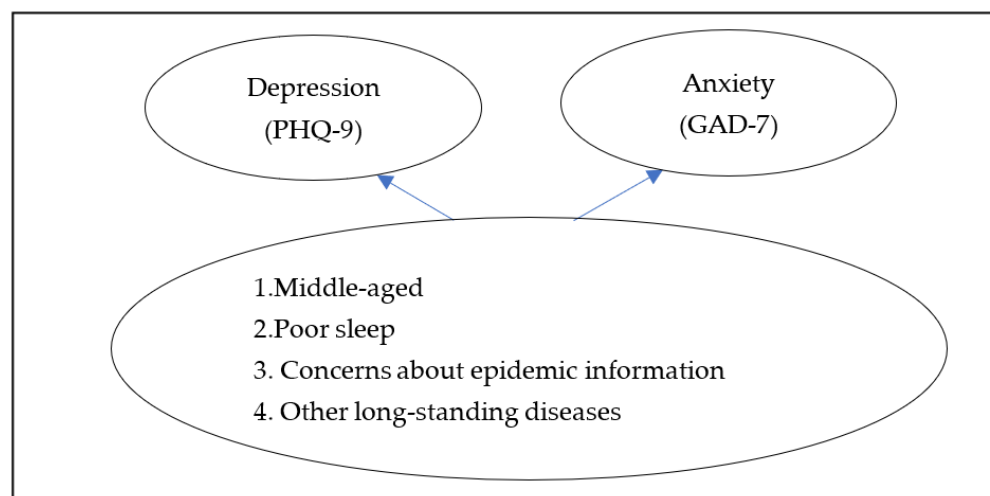 Depression
(PHQ-9)
Anxiety
(GAD-7)
1.Middle-aged
2.Poor sleep
3. Concerns about epidemic information
4. Other long-standing diseases